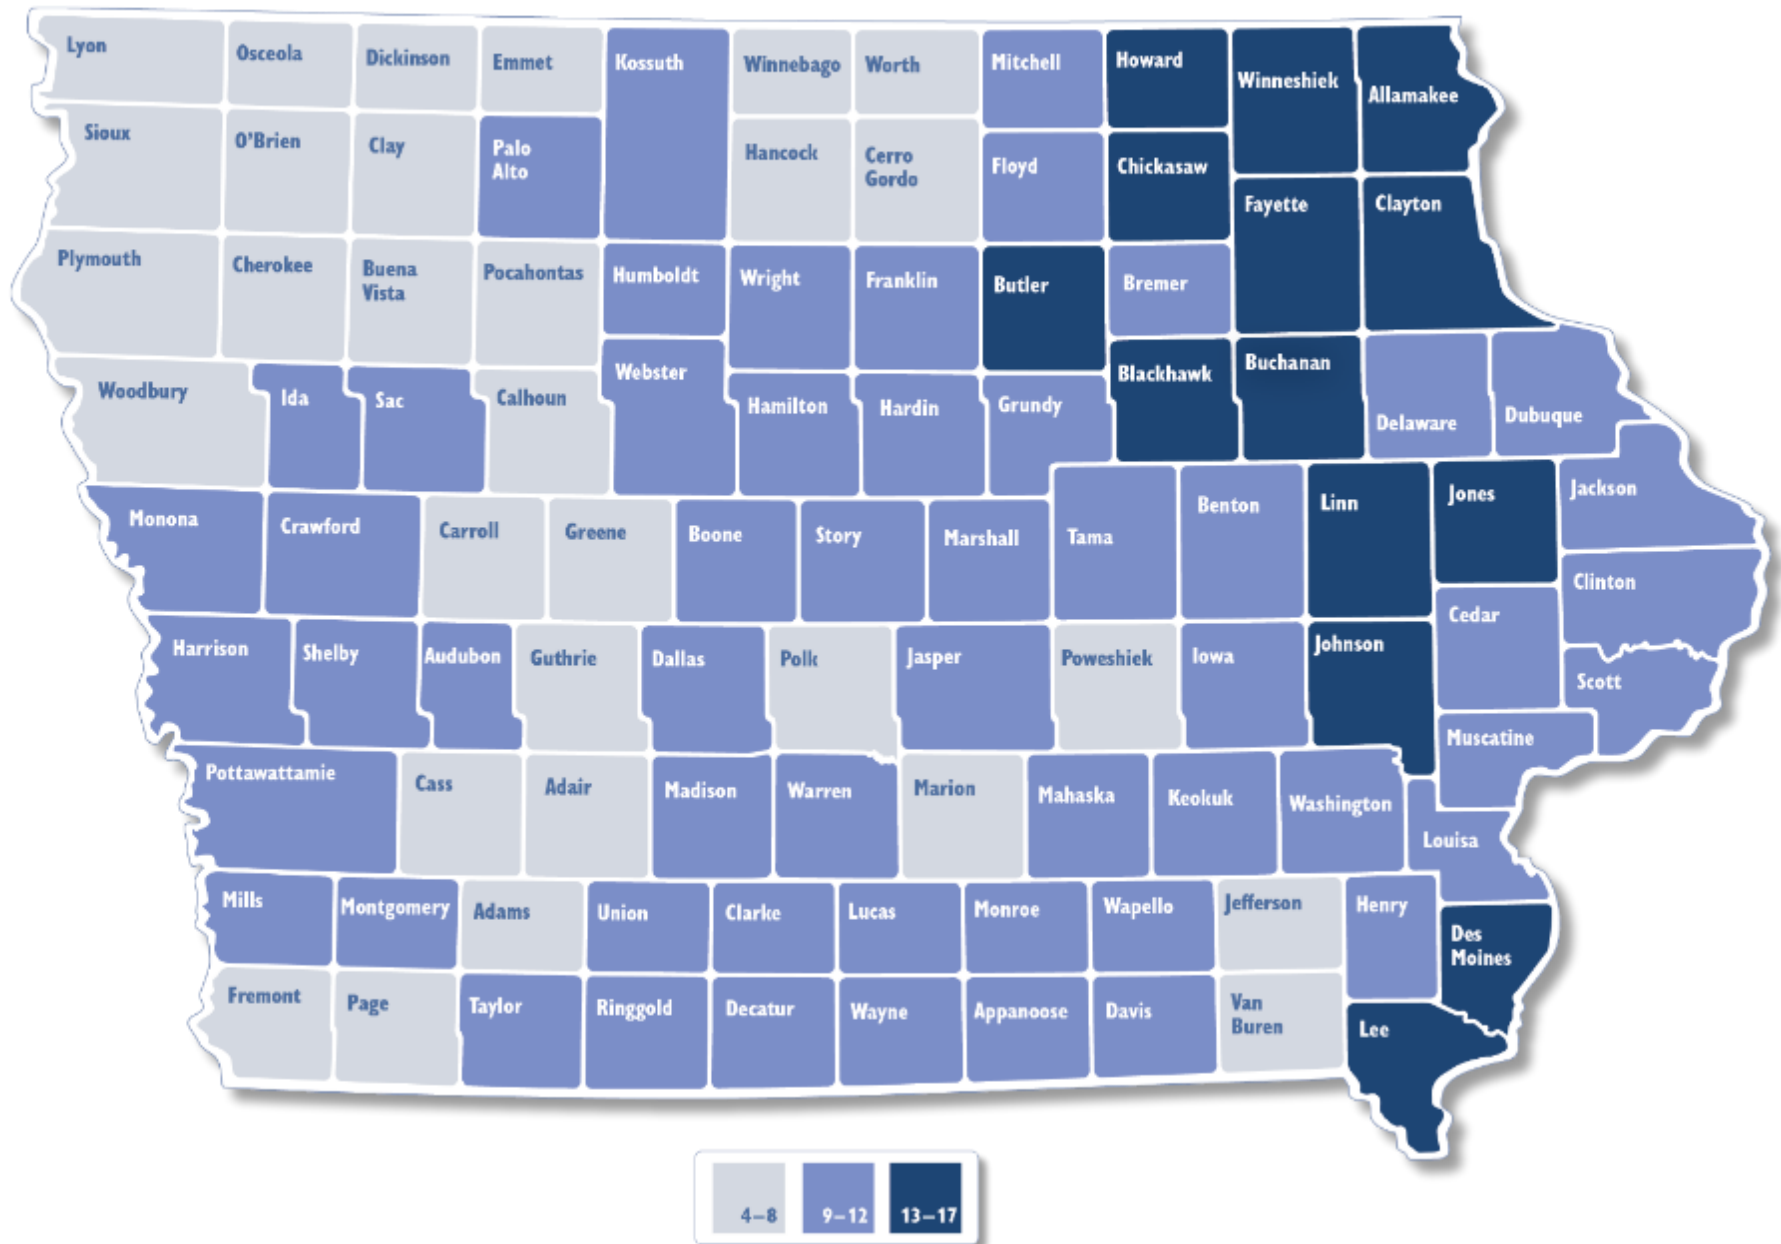 Lyon
Osceola
Dickinson
Emmet
Kossuth
Winnebago
Worth
Mitchell
Howard
Winneshiek
Allamakee
Sioux
O'Brien
Clay
Palo
Alto
Hancock
Cerro
Gordo
Floyd
Chickasaw
Fayette
Clayton
Plymouth
Cherokee
Buena
Vista
Pocahontas
Humboldt
Wright
Franklin
Butler
Bremer
Woodbury
Ida
Sac
Calhoun
Webster
Hamilton
Hardin
Grundy
Blackhawk
Buchanan
Delaware
Dubuque
Monona
Crawford
Carroll
Greene
Boone
Story
Marshall
Tama
Benton
Linn
Jones
Jackson
Clinton
Cedar
Harrison
Shelby
Audubon
Guthrie
Dallas
Polk
Jasper
Poweshiek
Iowa
Johnson
Scott
Muscatine
Pottawattamie
Cass
Adair
Madison
Warren
Marion
Mahaska
Keokuk
Washington
Louisa
Mills
Montgomery
Adams
Union
Clarke
Lucas
Monroe
Wapello
Jefferson
Henry
Des
Moines
Fremont
Page
Taylor
Ringgold
Decatur
Wayne
Appanoose
Davis
Van
Buren
Lee
4–8
9–12
13–17